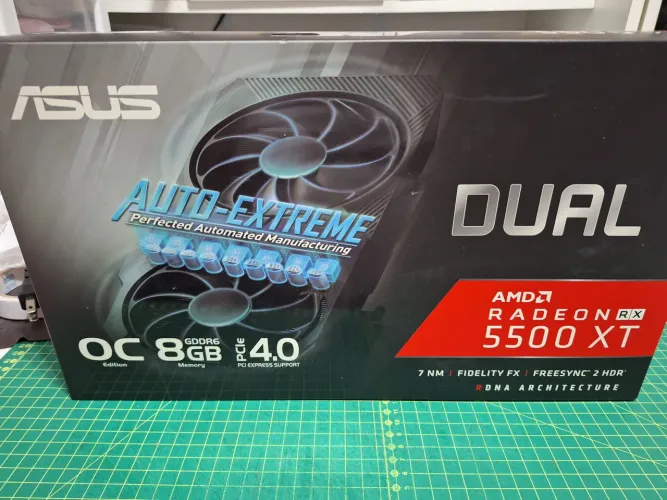 ASUS
AUTO-EXTREME
Perfected Automated Manufacturing
DUAL
AMD
RADEON RX
5500 XT
OC
Edition
8GB
GDDR6
Memory
PCIe 4.0
PCI EXPRESS SUPPORT
7 NM | FIDELITY FX | FREESYNC™ 2 HDR*
RDNA ARCHITECTURE